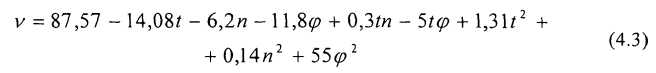 ν = 87,57 − 14,08t − 6,2n − 11,8φ + 0,3tn − 5tφ + 1,31t² +
+ 0,14n² + 55φ²
(4.3)